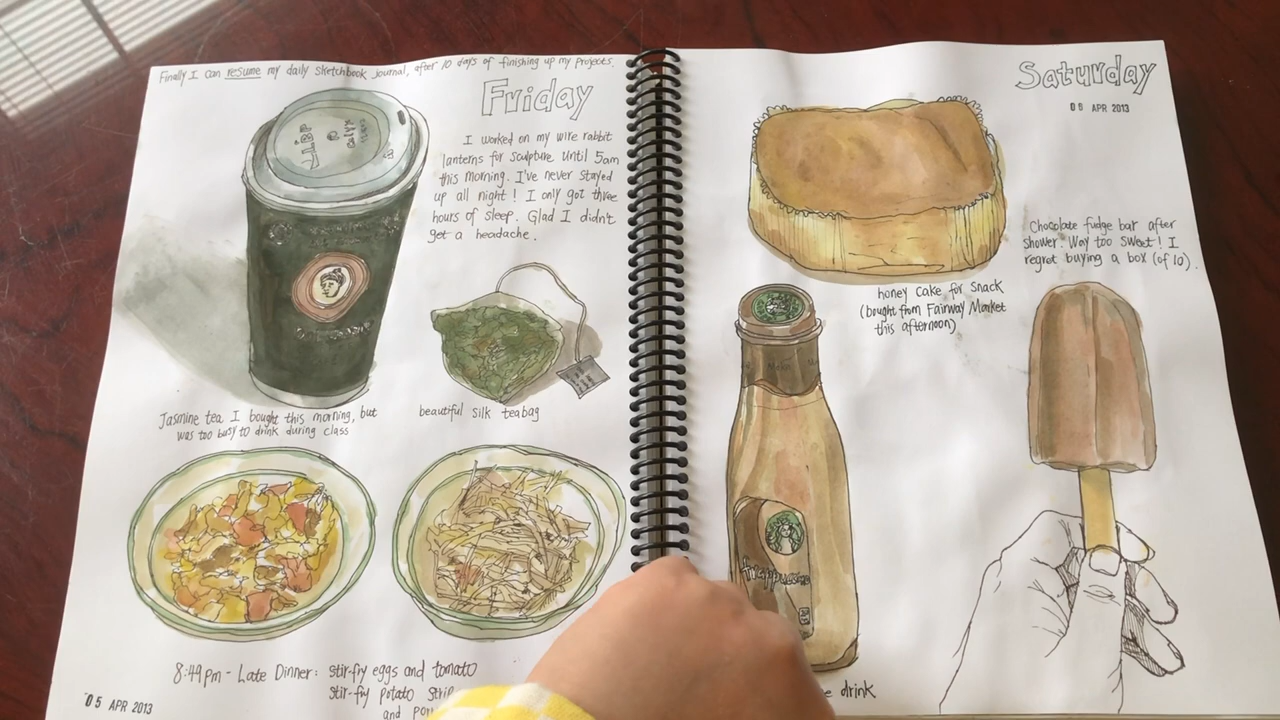 Finally I can resume my daily sketchbook journal, after 10 days of finishing up my projects.
Friday
I worked on my wire rabbit
lanterns for sculpture until 5am
this morning. I've never stayed
up all night! I only got three
hours of sleep. Glad I didn't
get a headache.
Jasmine tea I bought this morning, but
was too busy to drink during class
beautiful silk teabag
8:49pm - Late Dinner: stir-fry eggs and tomato
stir-fry potato strip
and
05 APR 2013
Saturday
06 APR 2013
honey cake for snack
(bought from Fairway Market
this afternoon)
Chocolate fudge bar after
shower. Way too sweet! I
regret buying a box (of 10).
frappuccino
drink